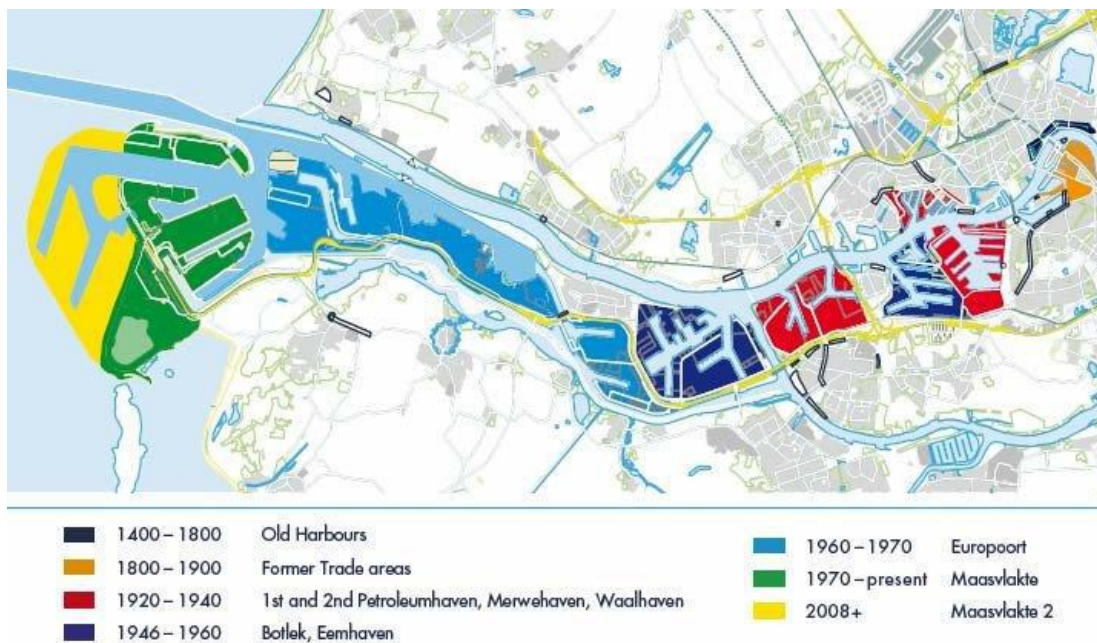 1400 – 1800 Old Harbours
1800 – 1900 Former Trade areas
1920 – 1940 1st and 2nd Petroleumhaven, Merwehaven, Waalhaven
1946 – 1960 Botlek, Eemhaven
1960 – 1970 Europoort
1970 – present Maasvlakte
2008+ Maasvlakte 2